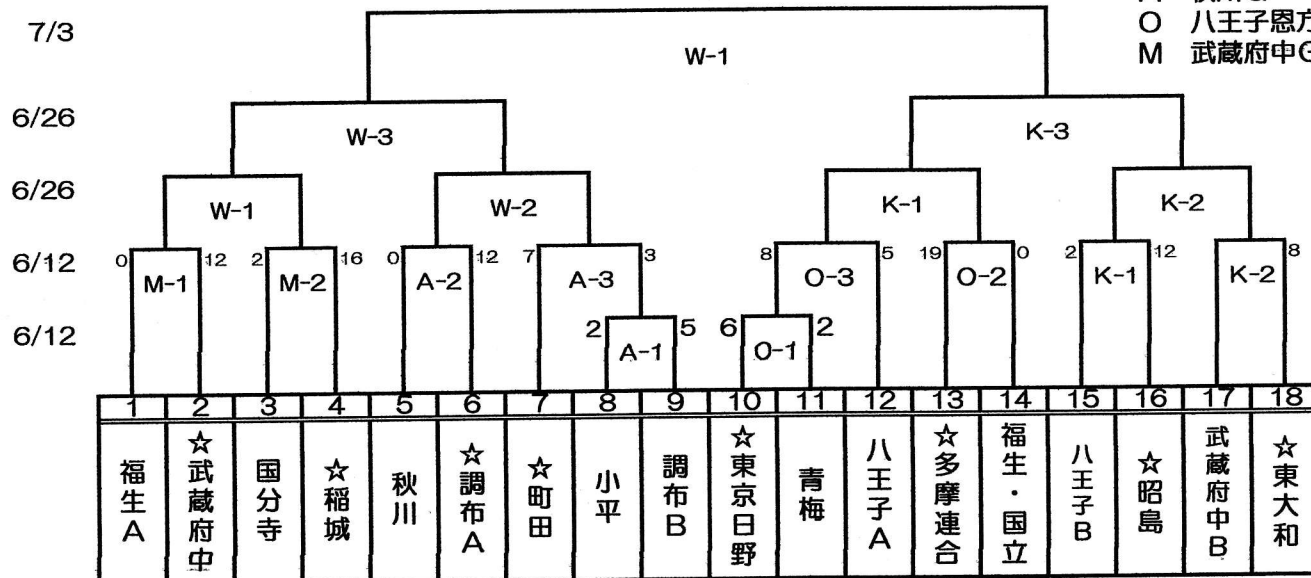 O 八王子恩方
M 武蔵府中G
7/3
W-1
6/26
W-3 K-3
6/26
W-1 W-2 K-1 K-2
6/12
0 M-1 12 2 M-2 16 0 A-2 12 7 A-3 3 8 O-3 5 19 O-2 0 2 K-1 12 K-2 8
6/12
2 A-1 5 6 O-1 2
1 2 3 4 5 6 7 8 9 10 11 12 13 14 15 16 17 18
福生A
☆武蔵府中
国分寺
☆稲城
秋川
☆調布A
☆町田
小平
調布B
☆東京日野
青梅
八王子A
☆多摩連合
福生・国立
八王子B
☆昭島
武蔵府中B
☆東大和